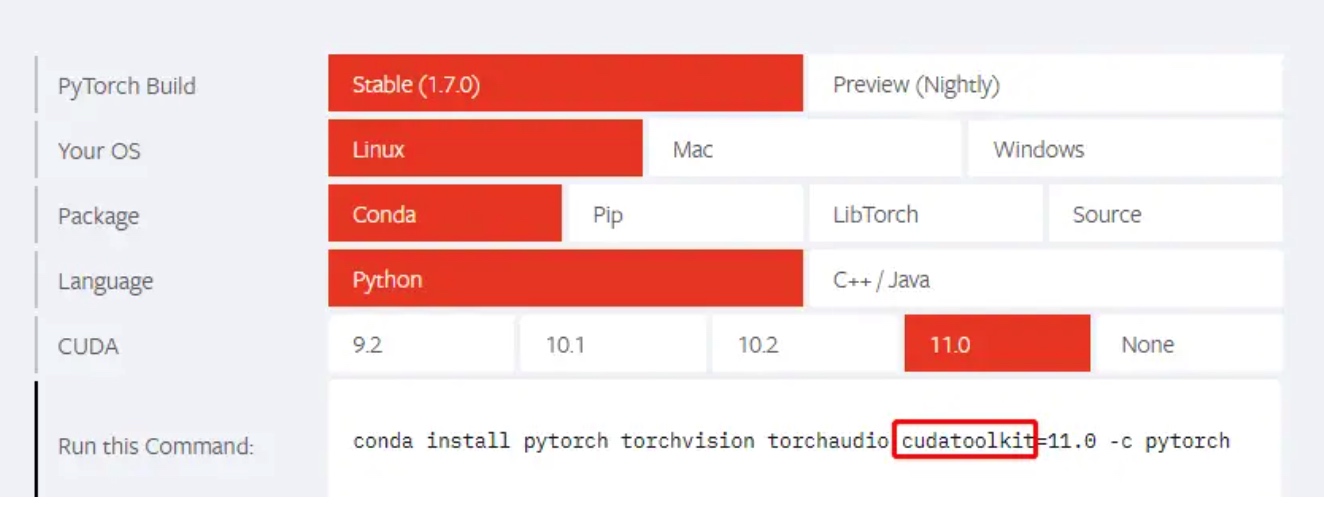 PyTorch Build Stable (1.7.0) Preview (Nightly)
Your OS Linux Mac Windows
Package Conda Pip LibTorch Source
Language Python C++ / Java
CUDA 9.2 10.1 10.2 11.0 None
Run this Command: conda install pytorch torchvision torchaudio cudatoolkit=11.0 -c pytorch